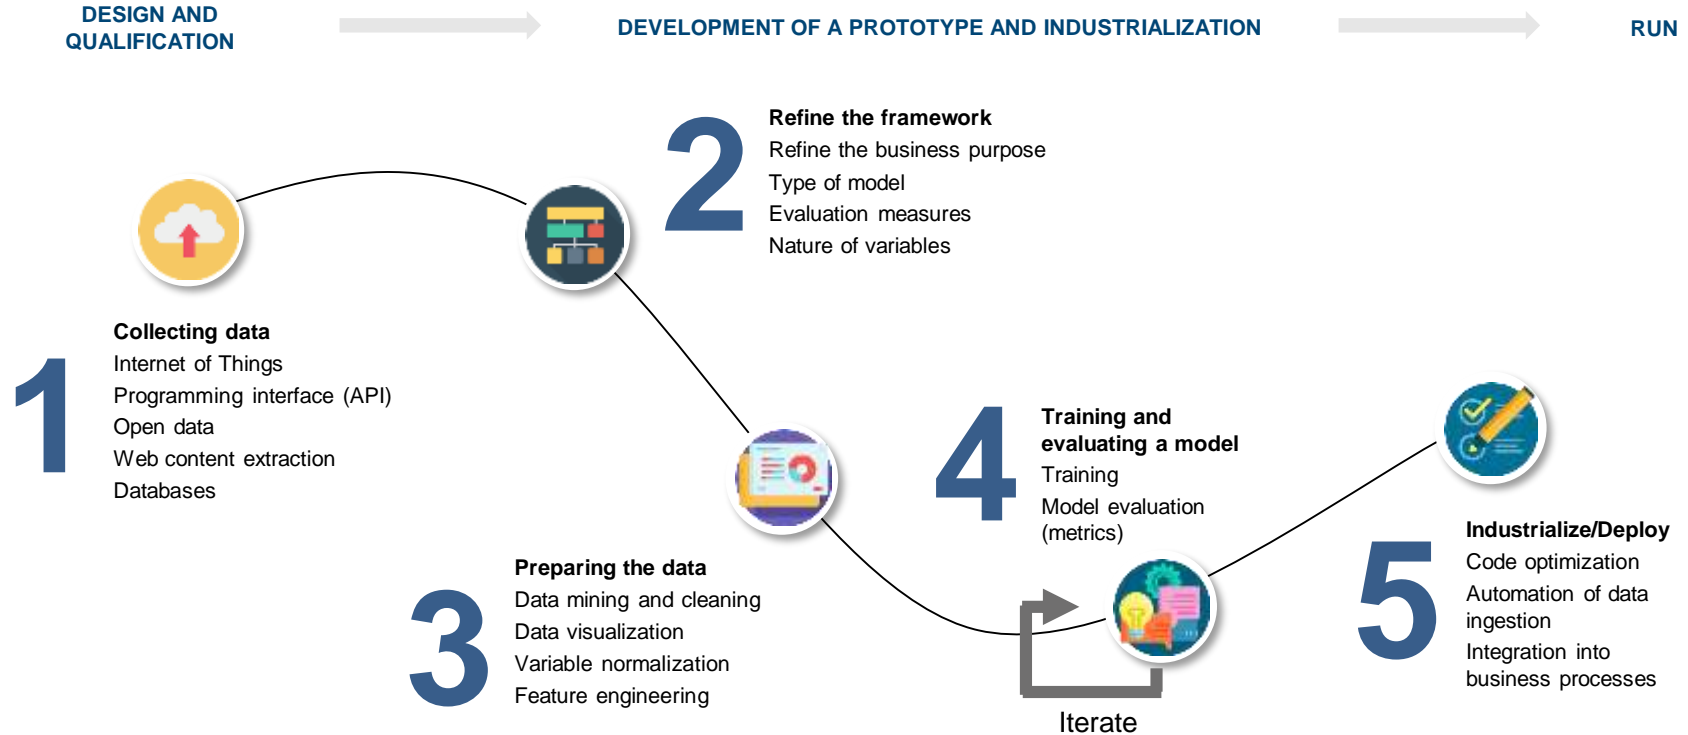 DESIGN AND
QUALIFICATION
DEVELOPMENT OF A PROTOTYPE AND INDUSTRIALIZATION
RUN
1
Collecting data
Internet of Things
Programming interface (API)
Open data
Web content extraction
Databases
2
Refine the framework
Refine the business purpose
Type of model
Evaluation measures
Nature of variables
3
Preparing the data
Data mining and cleaning
Data visualization
Variable normalization
Feature engineering
4
Training and
evaluating a model
Training
Model evaluation
(metrics)
Iterate
5
Industrialize/Deploy
Code optimization
Automation of data
ingestion
Integration into
business processes